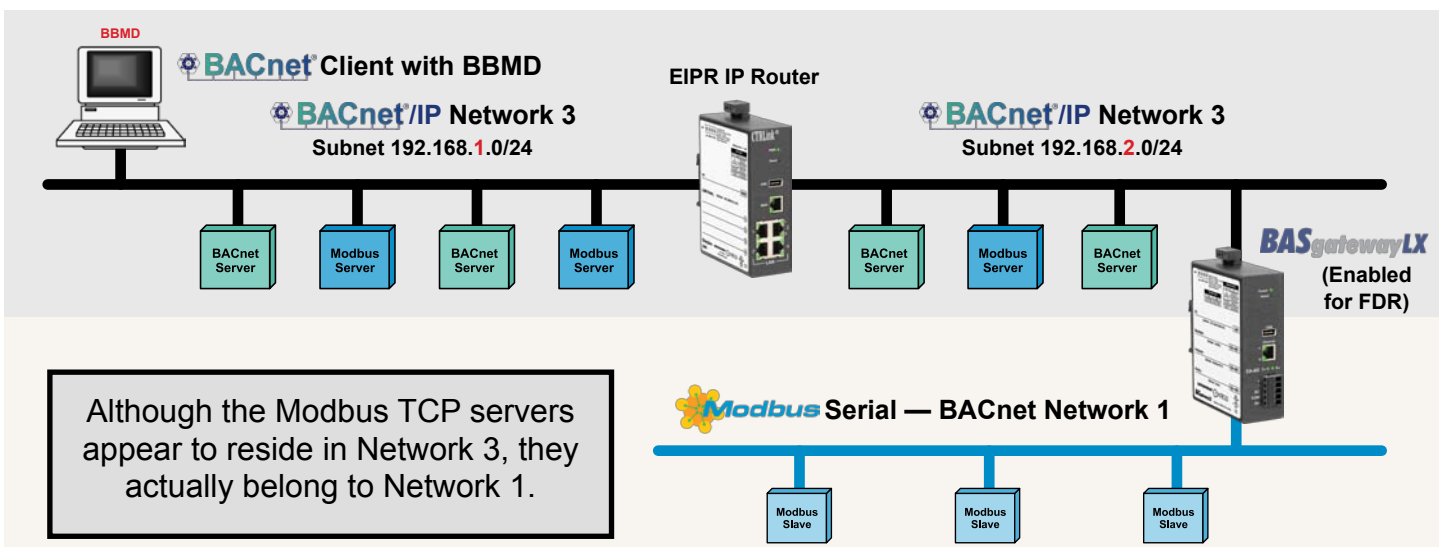 BBMD
BACnet® Client with BBMD
BACnet®/IP Network 3
Subnet 192.168.1.0/24
EIPR IP Router
BACnet®/IP Network 3
Subnet 192.168.2.0/24
CTRLink®
BACnet
Server
Modbus
Server
BACnet
Server
Modbus
Server
BACnet
Server
Modbus
Server
BACnet
Server
BASgatewayLX
(Enabled
for FDR)
Although the Modbus TCP servers
appear to reside in Network 3, they
actually belong to Network 1.
Modbus Serial — BACnet Network 1
Modbus
Slave
Modbus
Slave
Modbus
Slave